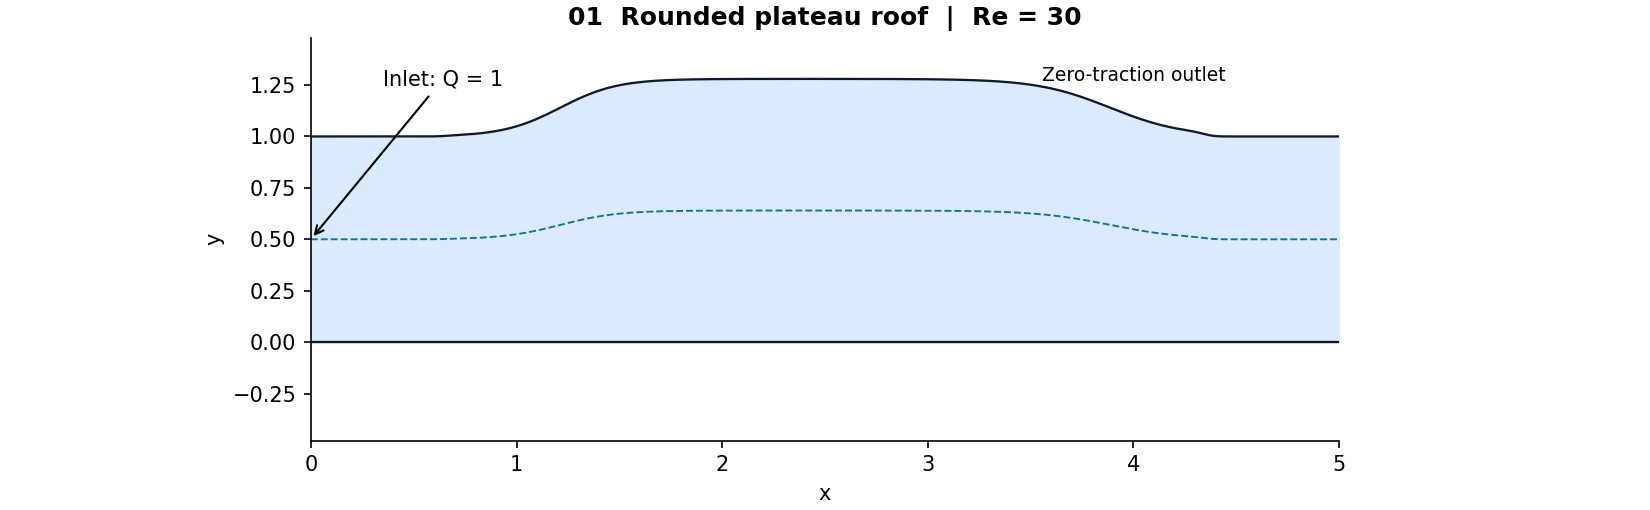 01  Rounded plateau roof  |  Re = 30
Inlet: Q = 1
Zero-traction outlet
1.25
1.00
0.75
0.50
0.25
0.00
−0.25
y
0
1
2
3
4
5
x